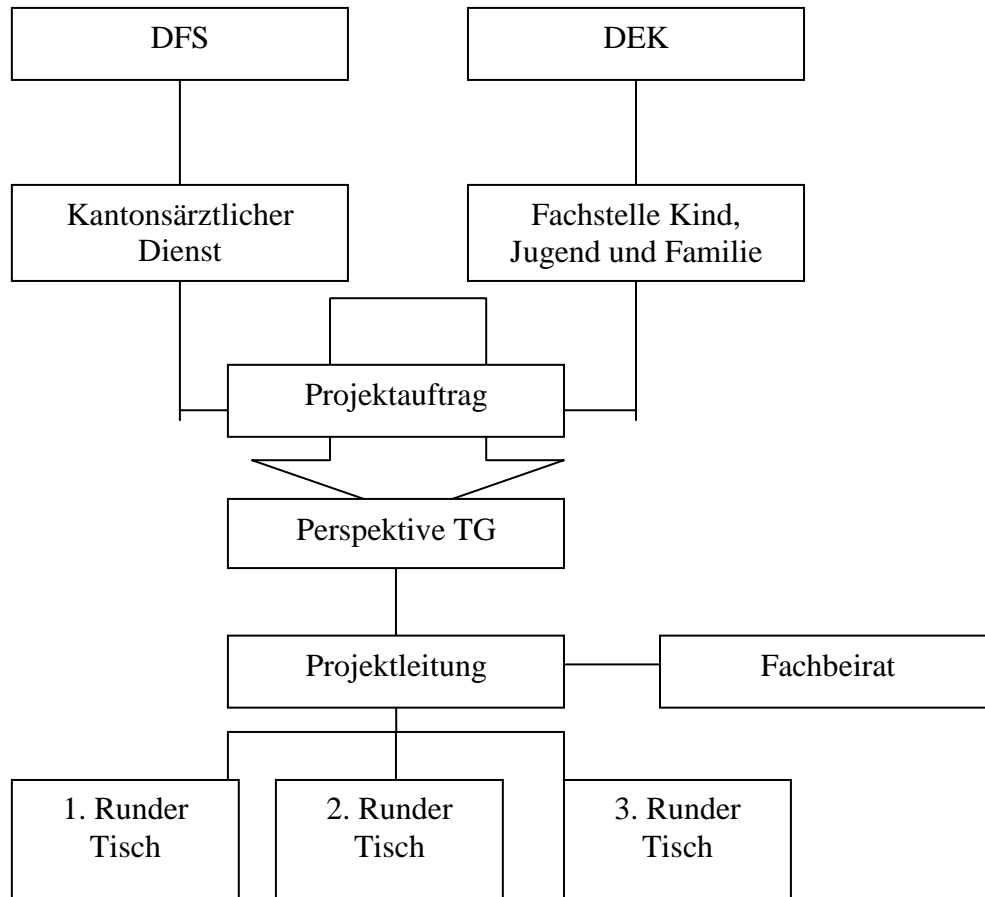 DFS
DEK
Kantonsärztlicher
Dienst
Fachstelle Kind,
Jugend und Familie
Projektauftrag
Perspektive TG
Projektleitung
Fachbeirat
1. Runder
Tisch
2. Runder
Tisch
3. Runder
Tisch